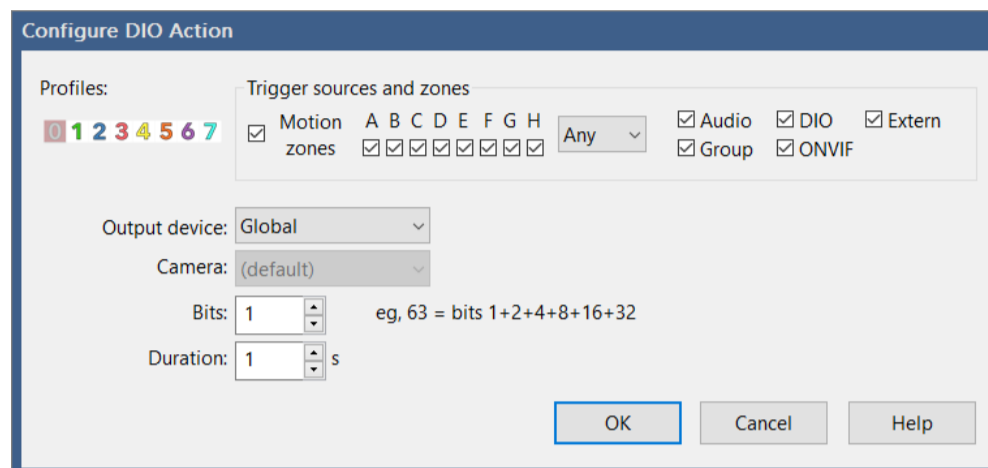 Configure DIO Action
Profiles:
0 1 2 3 4 5 6 7
Trigger sources and zones
Motion zones
A B C D E F G H
Any
Audio
DIO
Extern
Group
ONVIF
Output device: Global
Camera: (default)
Bits: 1 eg, 63 = bits 1+2+4+8+16+32
Duration: 1 s
OK Cancel Help